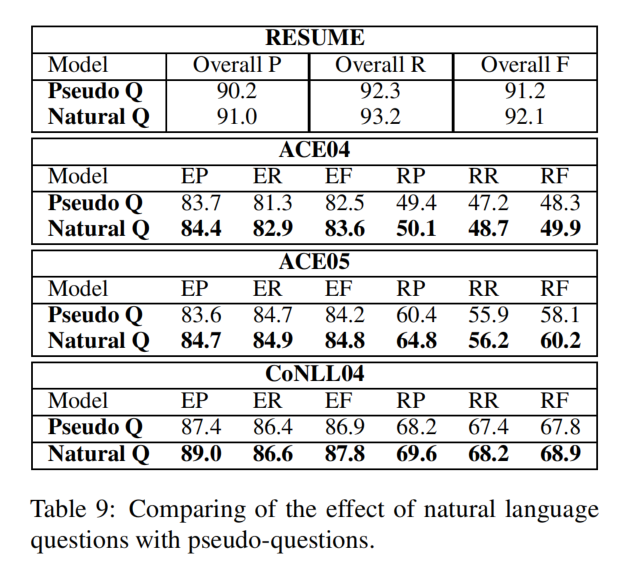 RESUME
Model Overall P Overall R Overall F
Pseudo Q 90.2 92.3 91.2
Natural Q 91.0 93.2 92.1
ACE04
Model EP ER EF RP RR RF
Pseudo Q 83.7 81.3 82.5 49.4 47.2 48.3
Natural Q 84.4 82.9 83.6 50.1 48.7 49.9
ACE05
Model EP ER EF RP RR RF
Pseudo Q 83.6 84.7 84.2 60.4 55.9 58.1
Natural Q 84.7 84.9 84.8 64.8 56.2 60.2
CoNLL04
Model EP ER EF RP RR RF
Pseudo Q 87.4 86.4 86.9 68.2 67.4 67.8
Natural Q 89.0 86.6 87.8 69.6 68.2 68.9
Table 9: Comparing of the effect of natural language
questions with pseudo-questions.